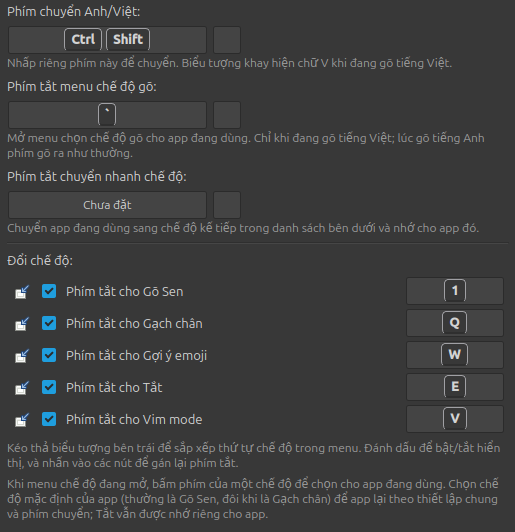 Phím chuyển Anh/Việt:
Ctrl Shift
Nhấp riêng phím này để chuyển. Biểu tượng khay hiện chữ V khi đang gõ tiếng Việt.
Phím tắt menu chế độ gõ:
`
Mở menu chọn chế độ gõ cho app đang dùng. Chỉ khi đang gõ tiếng Việt; lúc gõ tiếng Anh
phím gõ ra như thường.
Phím tắt chuyển nhanh chế độ:
Chưa đặt
Chuyển app đang dùng sang chế độ kế tiếp trong danh sách bên dưới và nhớ cho app đó.
Đổi chế độ:
Phím tắt cho Gõ Sen 1
Phím tắt cho Gạch chân Q
Phím tắt cho Gợi ý emoji W
Phím tắt cho Tắt E
Phím tắt cho Vim mode V
Kéo thả biểu tượng bên trái để sắp xếp thứ tự chế độ trong menu. Đánh dấu để bật/tắt hiển
thị, và nhấn vào các nút để gán lại phím tắt.
Khi menu chế độ đang mở, bấm phím của một chế độ để chọn cho app đang dùng. Chọn chế
độ mặc định của app (thường là Gõ Sen, đôi khi là Gạch chân) để app lại theo thiết lập chung
và phím chuyển; Tắt vẫn được nhớ riêng cho app.